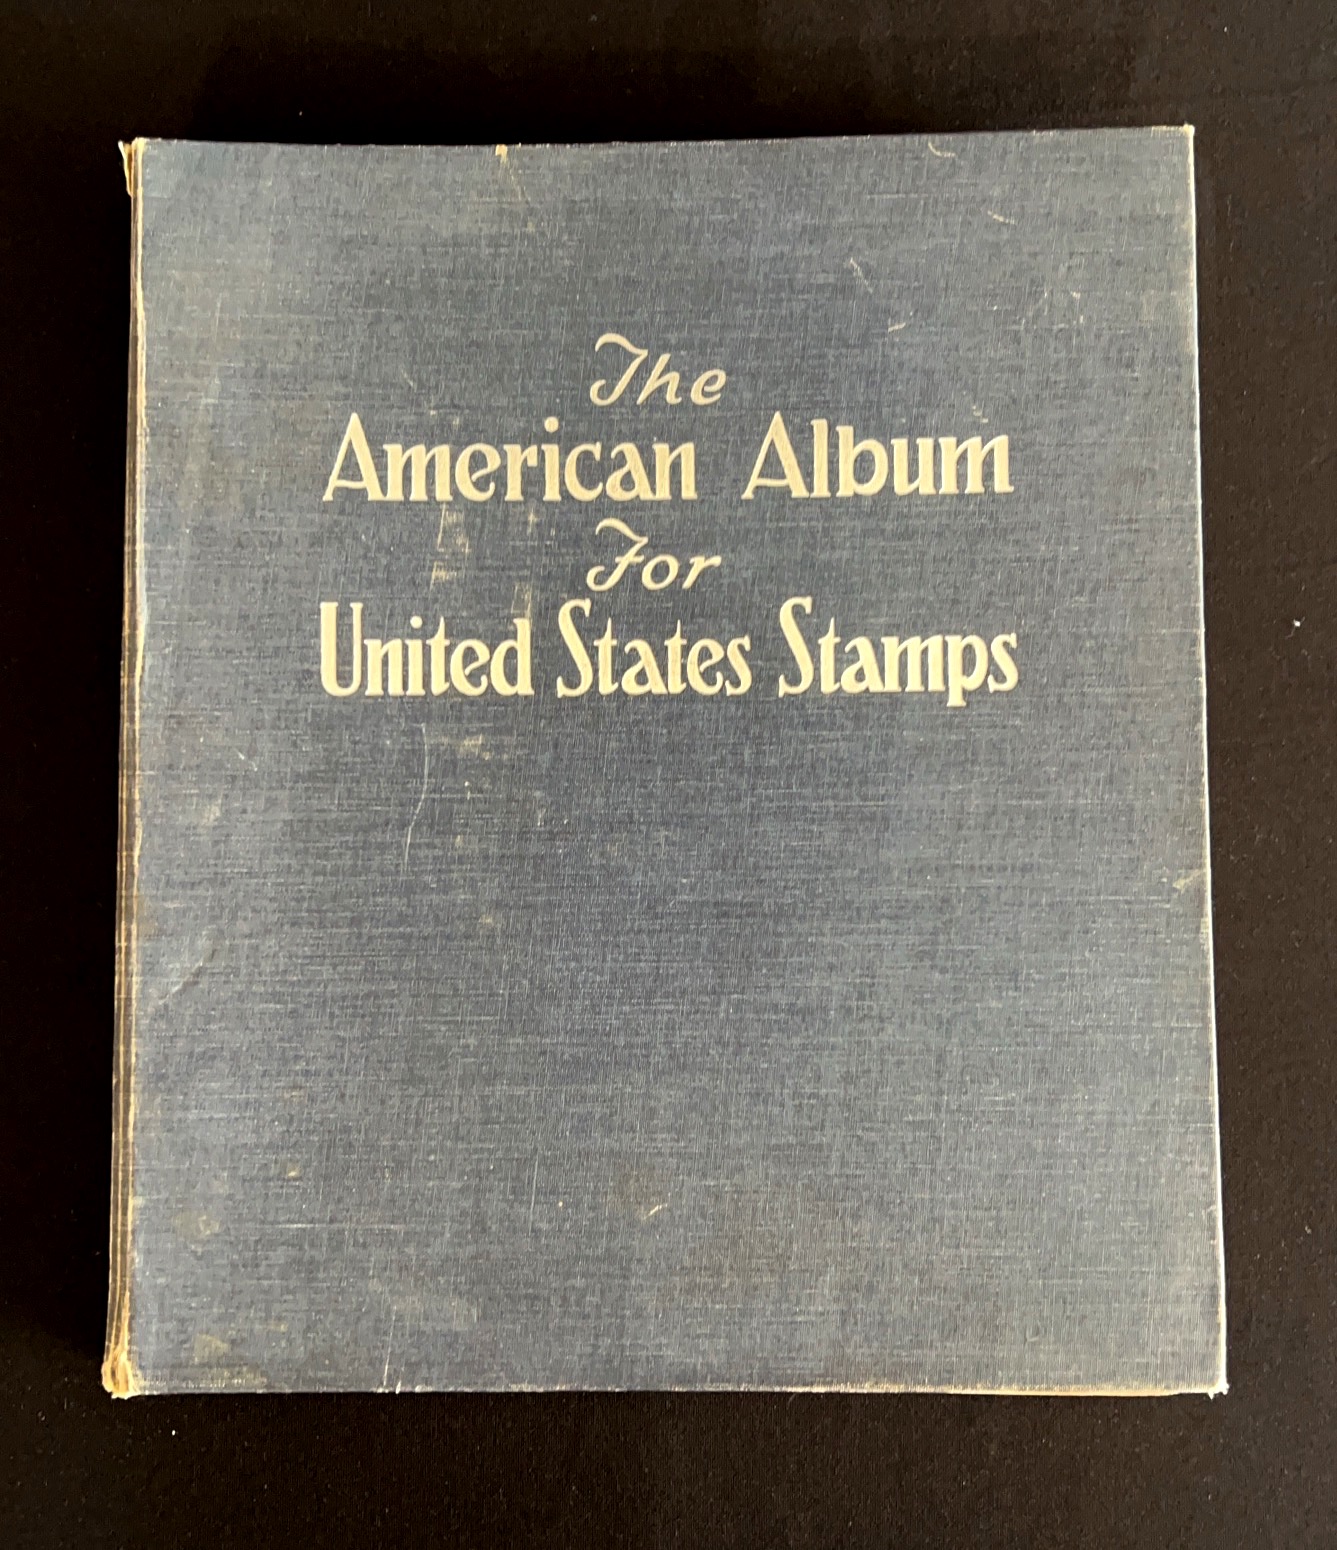 The
American Album
For
United States Stamps